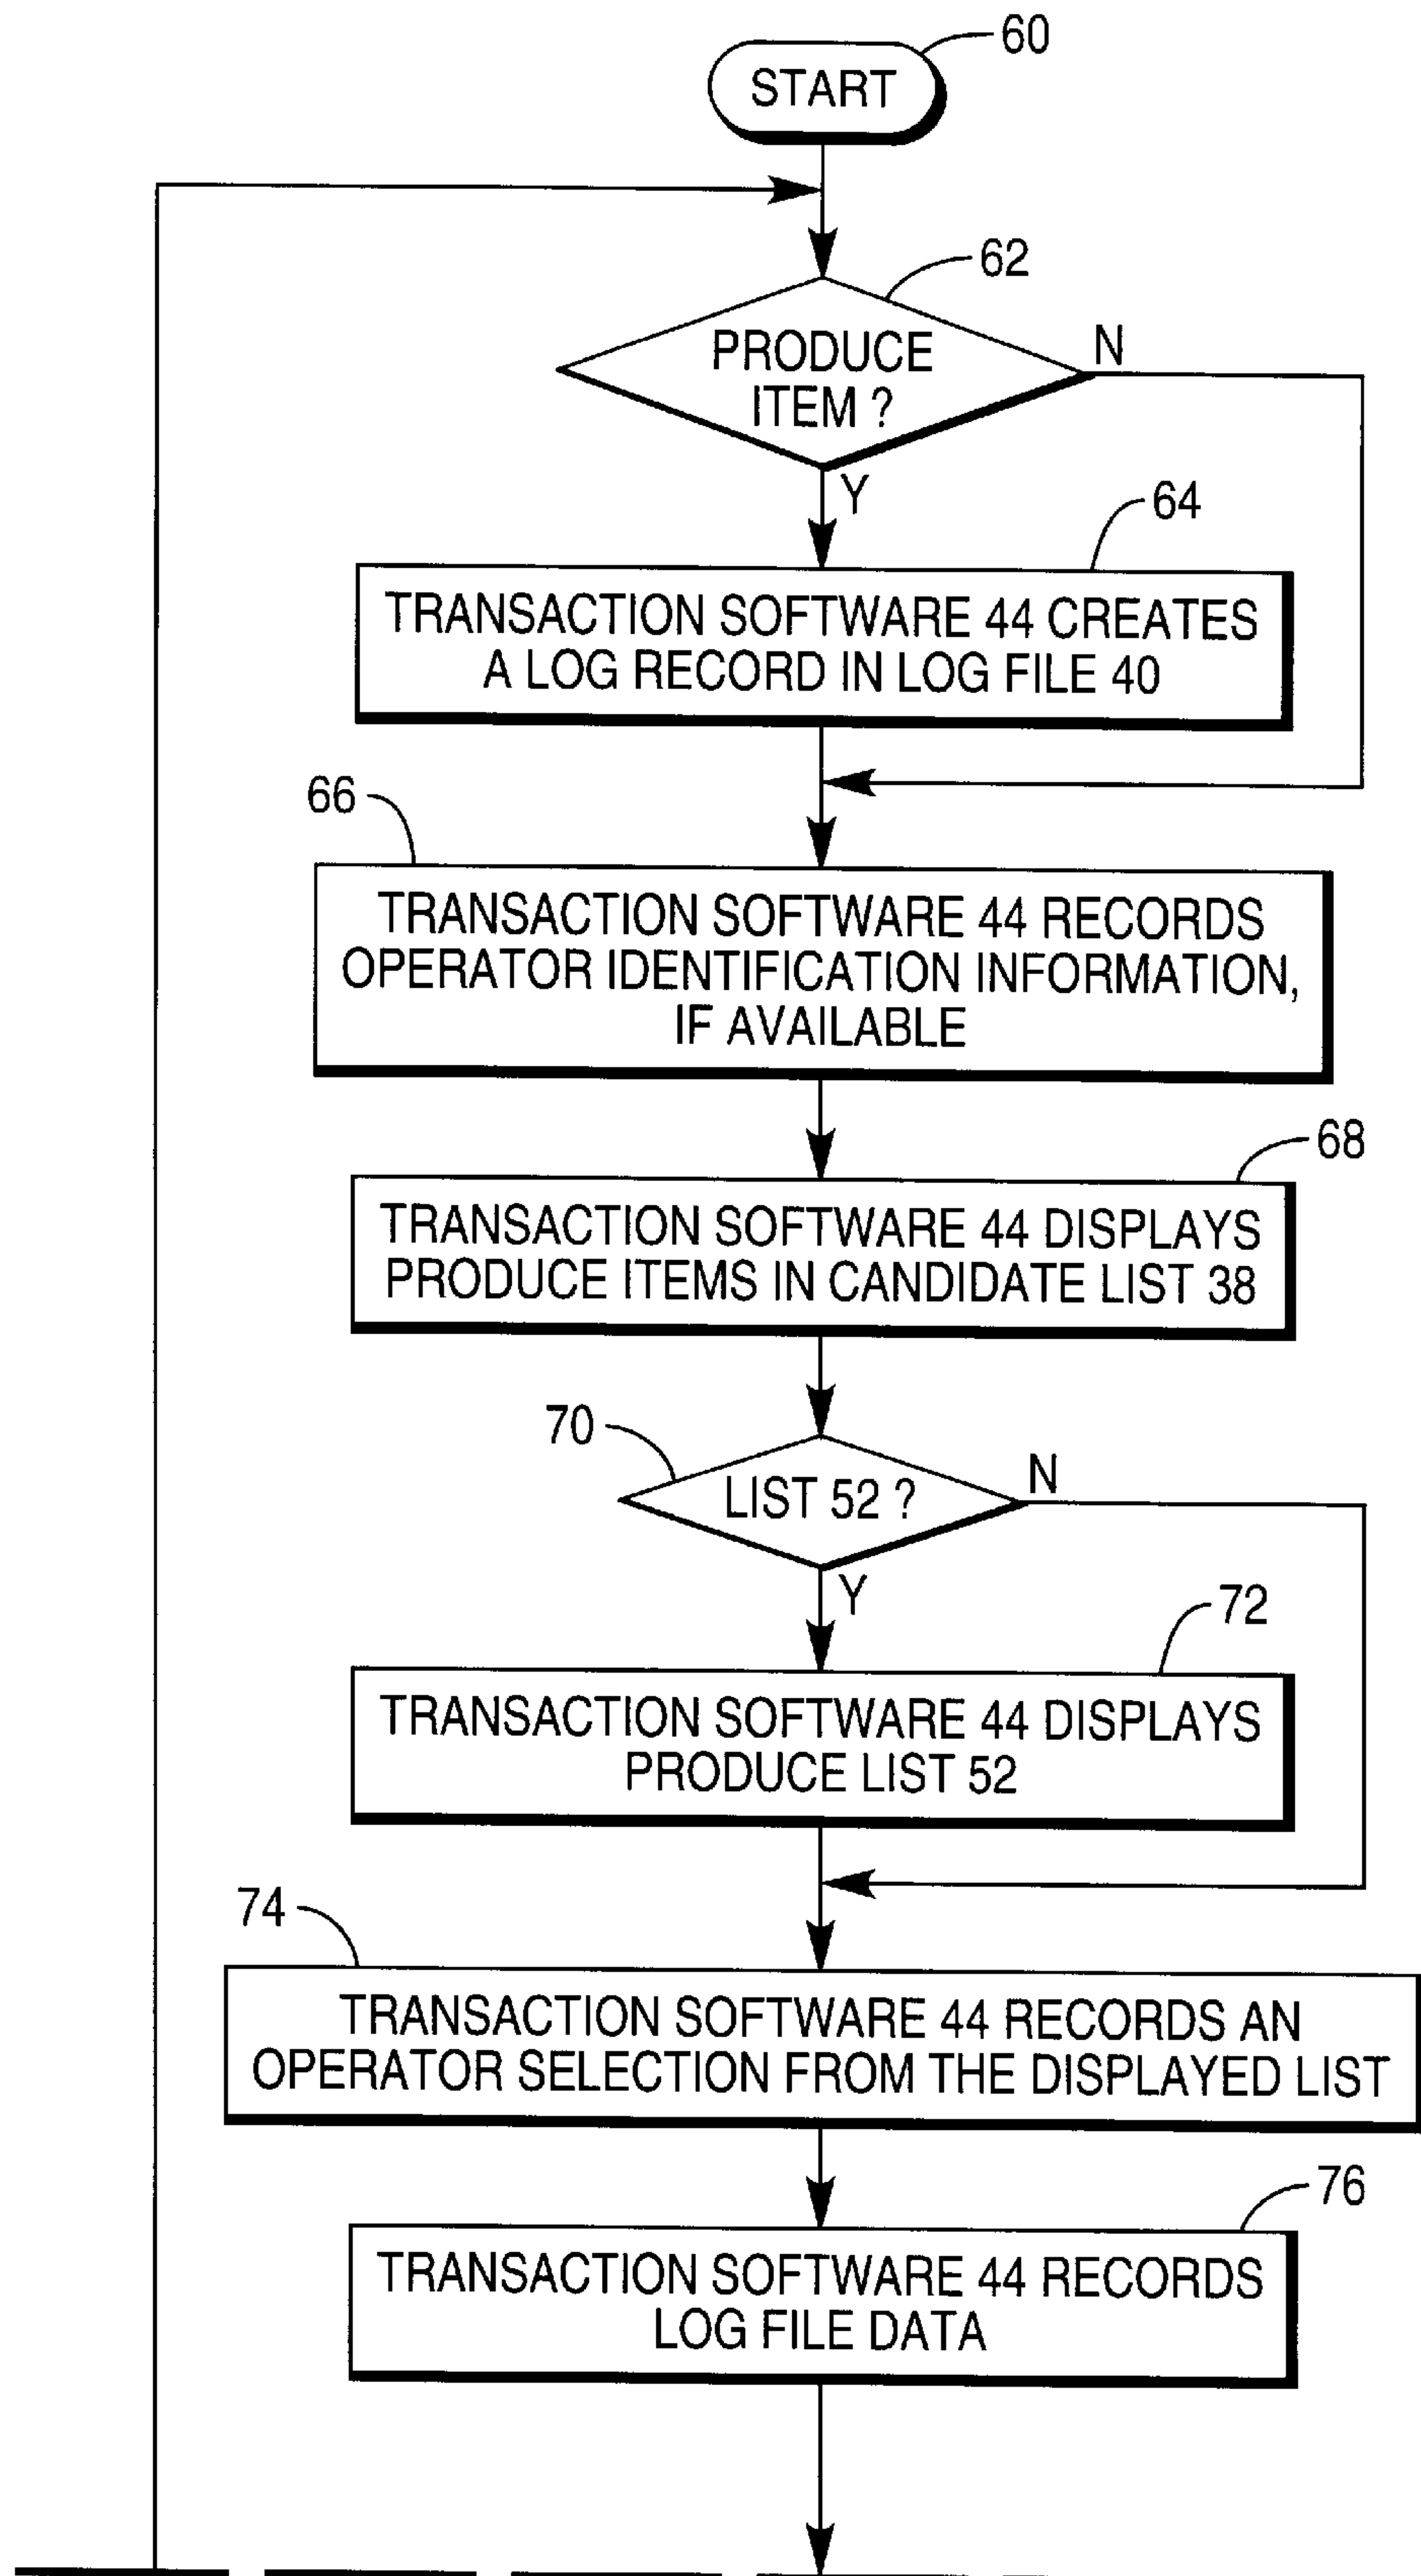 60
START
62
PRODUCE
ITEM ?
N
Y
64
TRANSACTION SOFTWARE 44 CREATES
A LOG RECORD IN LOG FILE 40
66
TRANSACTION SOFTWARE 44 RECORDS
OPERATOR IDENTIFICATION INFORMATION,
IF AVAILABLE
68
TRANSACTION SOFTWARE 44 DISPLAYS
PRODUCE ITEMS IN CANDIDATE LIST 38
70
LIST 52 ?
N
Y
72
TRANSACTION SOFTWARE 44 DISPLAYS
PRODUCE LIST 52
74
TRANSACTION SOFTWARE 44 RECORDS AN
OPERATOR SELECTION FROM THE DISPLAYED LIST
76
TRANSACTION SOFTWARE 44 RECORDS
LOG FILE DATA